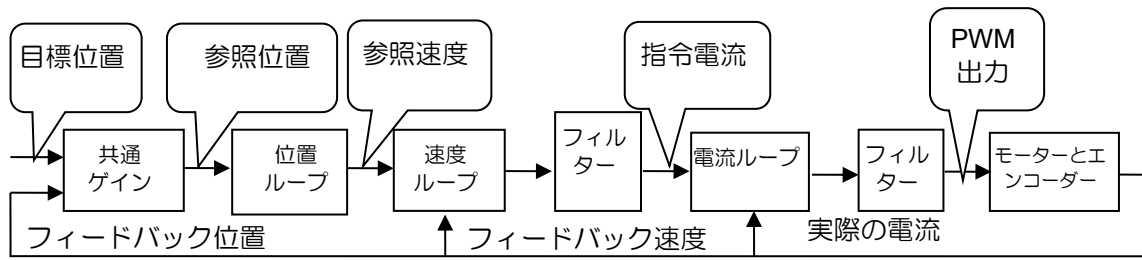 目標位置
参照位置
参照速度
指令電流
PWM
出力
共通
ゲイン
位置
ループ
速度
ループ
フィル
ター
電流ループ
フィル
ター
モーターとエ
ンコーダー
フィードバック位置
フィードバック速度
実際の電流